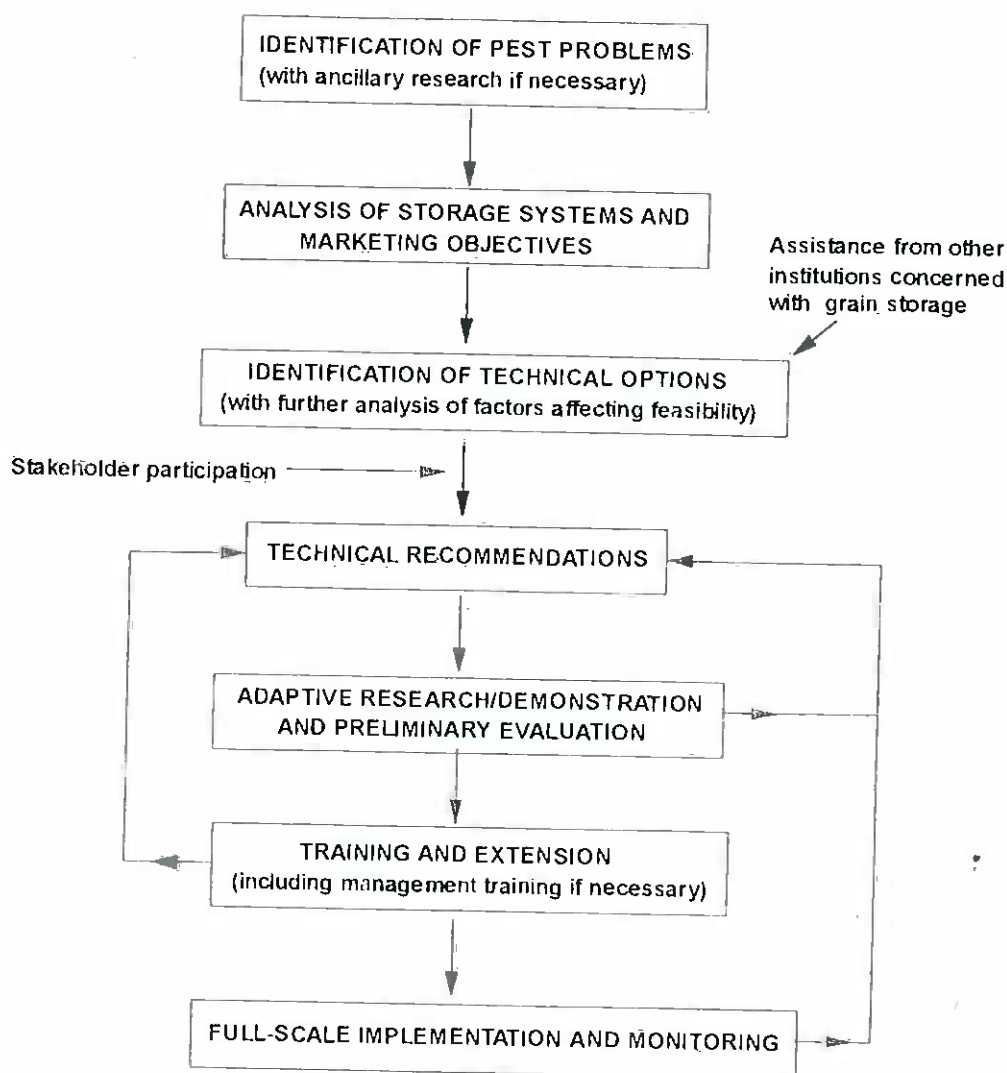 IDENTIFICATION OF PEST PROBLEMS
(with ancillary research if necessary)
ANALYSIS OF STORAGE SYSTEMS AND
MARKETING OBJECTIVES
Assistance from other
institutions concerned
with grain storage
IDENTIFICATION OF TECHNICAL OPTIONS
(with further analysis of factors affecting feasibility)
Stakeholder participation
TECHNICAL RECOMMENDATIONS
ADAPTIVE RESEARCH/DEMONSTRATION
AND PRELIMINARY EVALUATION
TRAINING AND EXTENSION
(including management training if necessary)
FULL-SCALE IMPLEMENTATION AND MONITORING